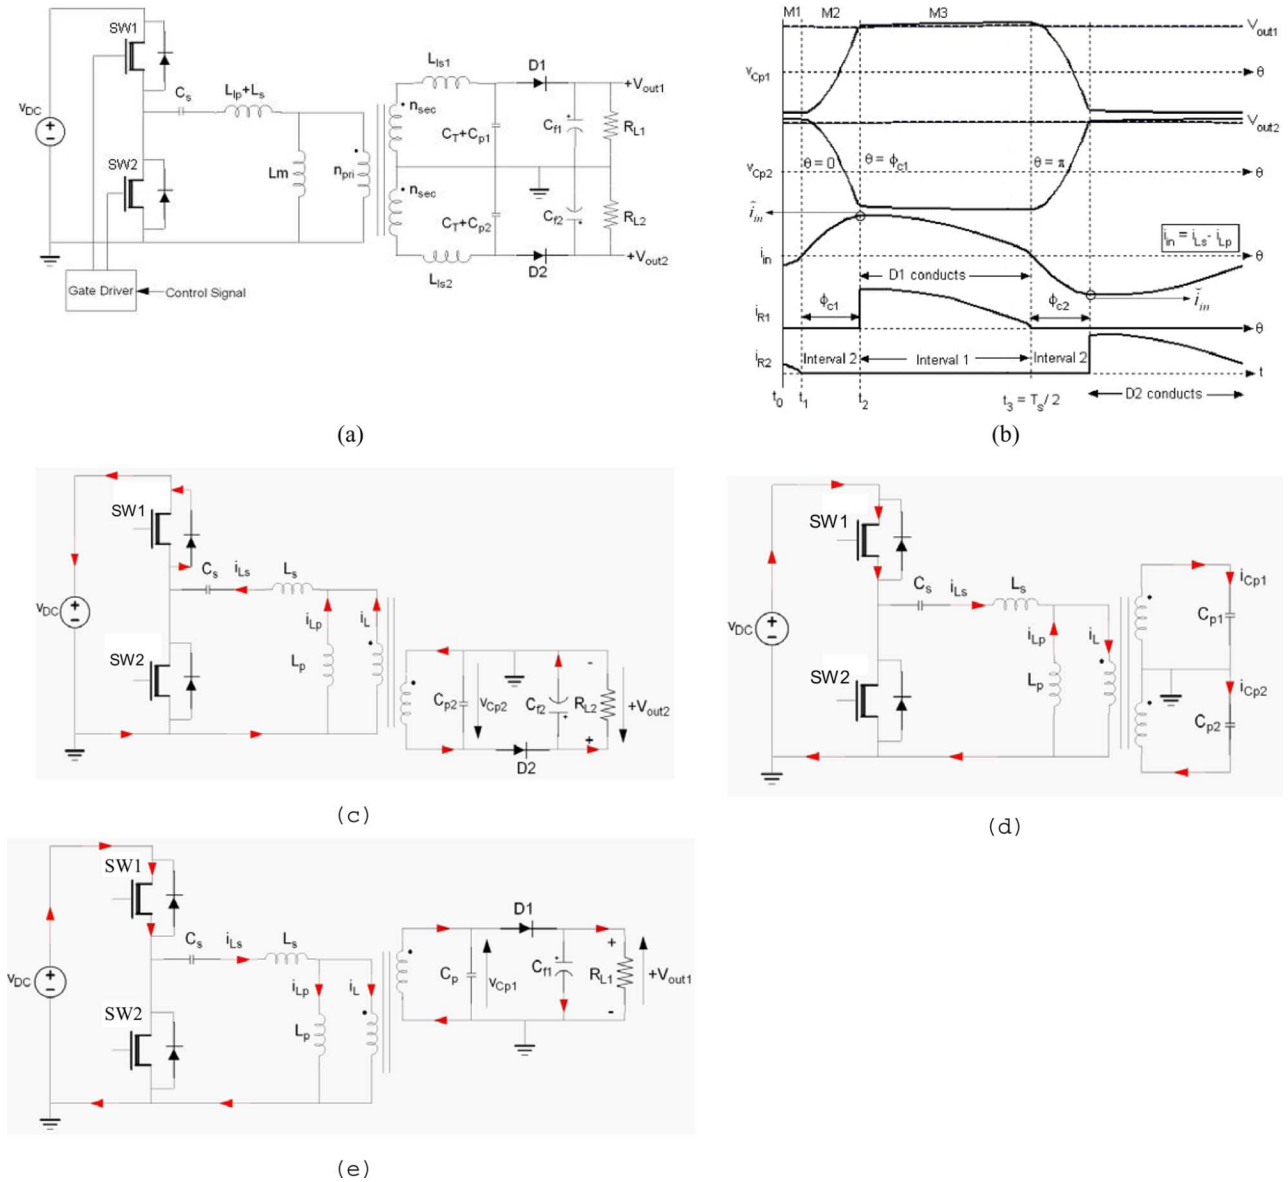 SW1
SW2
v_DC
C_s
L_lp+L_s
Lm
n_pri
n_sec
n_sec
L_ls1
L_ls2
C_T+C_p1
C_T+C_p2
D1
D2
C_f1
C_f2
R_L1
R_L2
+V_out1
+V_out2
Gate Driver
Control Signal
(a)
M1 M2 M3
V_out1
v_Cp1
θ
V_out2
v_Cp2
θ = 0
θ = ϕ_c1
θ = π
θ
î_in
i_in = i_Ls - i_Lp
i_in
θ
D1 conducts
ϕ_c1
ϕ_c2
ǐ_in
i_R1
θ
i_R2
Interval 2
Interval 1
Interval 2
t
t_0 t_1 t_2
t_3 = T_s/2
D2 conducts
(b)
SW1
SW2
v_DC
C_s
i_Ls
L_s
i_Lp
i_L
L_p
C_p2
v_Cp2
C_f2
-
R_L2
+
+V_out2
D2
(c)
SW1
SW2
v_DC
C_s
i_Ls
L_s
i_Lp
i_L
L_p
i_Cp1
C_p1
i_Cp2
C_p2
(d)
SW1
SW2
v_DC
C_s
i_Ls
L_s
i_Lp
i_L
L_p
C_p
v_Cp1
D1
C_f1
+
R_L1
-
+V_out1
(e)